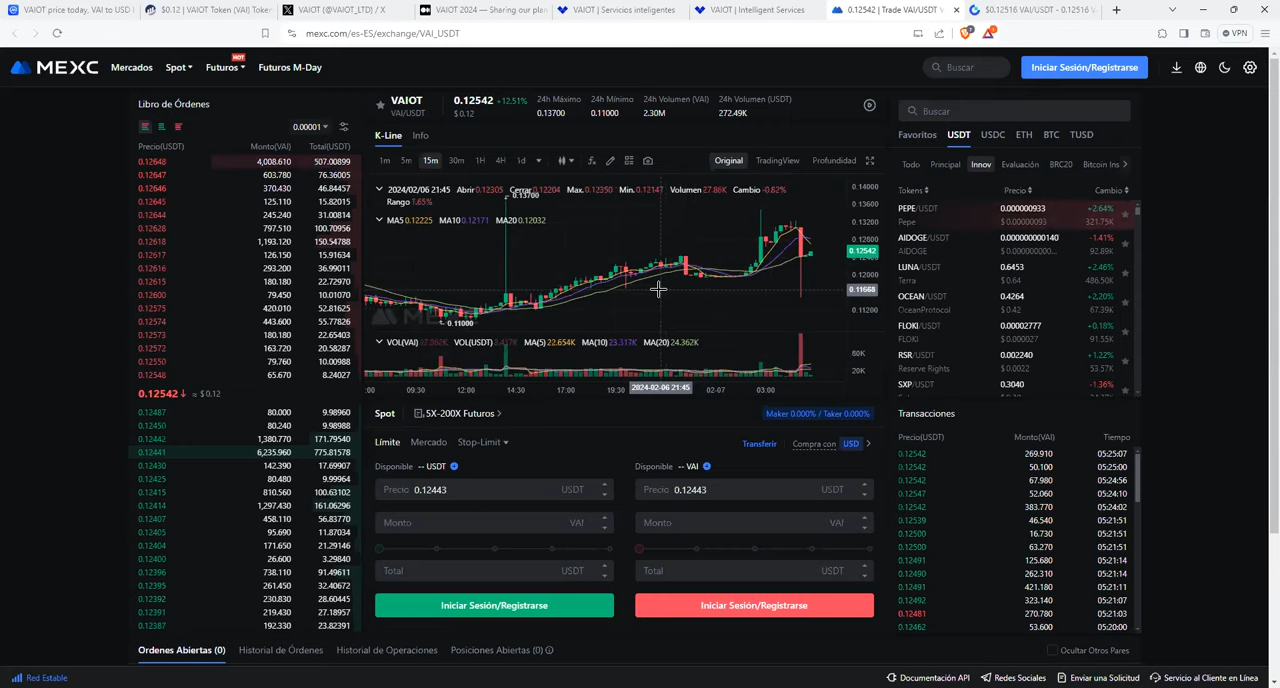 VAIOT price today, VAI to USD l
$0.12 | VAIOT Token (VAI) Token
VAIOT (@VAIOT_LTD) / X
VAIOT 2024 — Sharing our plan
VAIOT | Servicios inteligentes
VAIOT | Intelligent Services
0.12542 | Trade VAI/USDT V
$0.12516 VAI/USDT - 0.12516 V
mexc.com/es-ES/exchange/VAI_USDT
VPN
MEXC
Mercados
Spot
Futuros
HOT
Futuros M-Day
Buscar
Iniciar Sesión/Registrarse
Libro de Órdenes
0.00001
Precio(USDT) Monto(VAI) Total(USDT)
0.12648 4,008.610 507.00899
0.12647 603.780 76.36005
0.12646 370.430 46.84457
0.12645 125.110 15.82015
0.12644 245.240 31.00814
0.12628 797.510 100.70956
0.12618 1,193.120 150.54788
0.12617 126.150 15.91634
0.12616 293.200 36.99011
0.12615 180.180 22.72970
0.12600 79.450 10.01070
0.12575 420.010 52.81625
0.12574 443.600 55.77826
0.12573 180.180 22.65403
0.12572 163.720 20.58287
0.12550 79.760 10.00988
0.12548 65.670 8.24027
0.12542↓ ≈ $0.12
0.12487 80.000 9.98960
0.12450 80.240 9.98988
0.12442 1,380.770 171.79540
0.12441 6,235.960 775.81578
0.12430 142.390 17.69907
0.12424 80.480 9.99964
0.12415 810.560 100.63102
0.12414 1,297.430 161.06296
0.12407 458.110 56.83770
0.12405 95.690 11.87034
0.12404 171.650 21.29146
0.12400 26.600 3.29840
0.12396 738.110 91.49611
0.12395 261.450 32.40672
0.12392 230.830 28.60445
0.12391 219.430 27.18957
0.12387 192.330 23.82391
VAIOT
VAI/USDT
0.12542 +12.51%
$ 0.12
24h Máximo
0.13700
24h Mínimo
0.11000
24h Volumen (VAI)
2.30M
24h Volumen (USDT)
272.49K
K-Line
Info
1m 5m 15m 30m 1H 4H 1d
Original
TradingView
Profundidad
2024/02/06 21:45 Abrir 0.12305 Cerrar 0.12204 Max. 0.12350 Min. 0.12147 Volumen 27.86K Cambio -0.82%
Rango 1.65%
MA5 0.12225 MA10 0.12171 MA20 0.12032
0.13700
0.11000
MEXC
0.14000
0.13600
0.13200
0.12800
0.12542
0.12000
0.11668
0.11200
VOL(VAI) VOL(USDT) MA(5) 22.654K MA(10) 23.317K MA(20) 24.362K
80K
20K
:00 09:30 12:00 14:30 17:00 19:30 2024-02-06 21:45 02-07 03:00
Spot
5X-200X Futuros
Maker 0.000% / Taker 0.000%
Límite
Mercado
Stop-Limit
Transferir
Compra con
USD
Disponible -- USDT
Disponible -- VAI
Precio 0.12443 USDT
Precio 0.12443 USDT
Monto VAI
Monto VAI
Total USDT
Total USDT
Iniciar Sesión/Registrarse
Iniciar Sesión/Registrarse
Buscar
Favoritos USDT USDC ETH BTC TUSD
Todo Principal Innov Evaluación BRC20 Bitcoin Ins
Tokens Precio Cambio
PEPE/USDT 0.000000933 +2.64%
Pepe $ 0.00000093 321.75K
AIDOGE/USDT 0.000000000140 -1.41%
AIDOGE $ 0.00000000... 92.89K
LUNA/USDT 0.6453 +2.46%
Terra $ 0.64 486.50K
OCEAN/USDT 0.4264 +2.20%
OceanProtocol $ 0.42 67.39K
FLOKI/USDT 0.00002777 +0.18%
FLOKI $ 0.000027 91.55K
RSR/USDT 0.002240 +1.22%
Reserve Rights $ 0.0022 53.57K
SXP/USDT 0.3040 -1.36%
Transacciones
Precio(USDT) Monto(VAI) Tiempo
0.12542 269.910 05:25:07
0.12542 50.100 05:25:00
0.12542 67.980 05:24:56
0.12547 52.060 05:24:10
0.12542 383.770 05:24:02
0.12539 46.540 05:21:51
0.12500 16.730 05:21:51
0.12500 63.270 05:21:51
0.12491 125.680 05:21:14
0.12490 262.310 05:21:14
0.12491 421.180 05:21:11
0.12492 323.140 05:21:05
0.12481 270.780 05:21:03
0.12462 53.600 05:20:00
Ordenes Abiertas (0)
Historial de Órdenes
Historial de Operaciones
Posiciones Abiertas (0)
Ocultar Otros Pares
Red Estable
Documentación API
Redes Sociales
Enviar una Solicitud
Servicio al Cliente en Línea